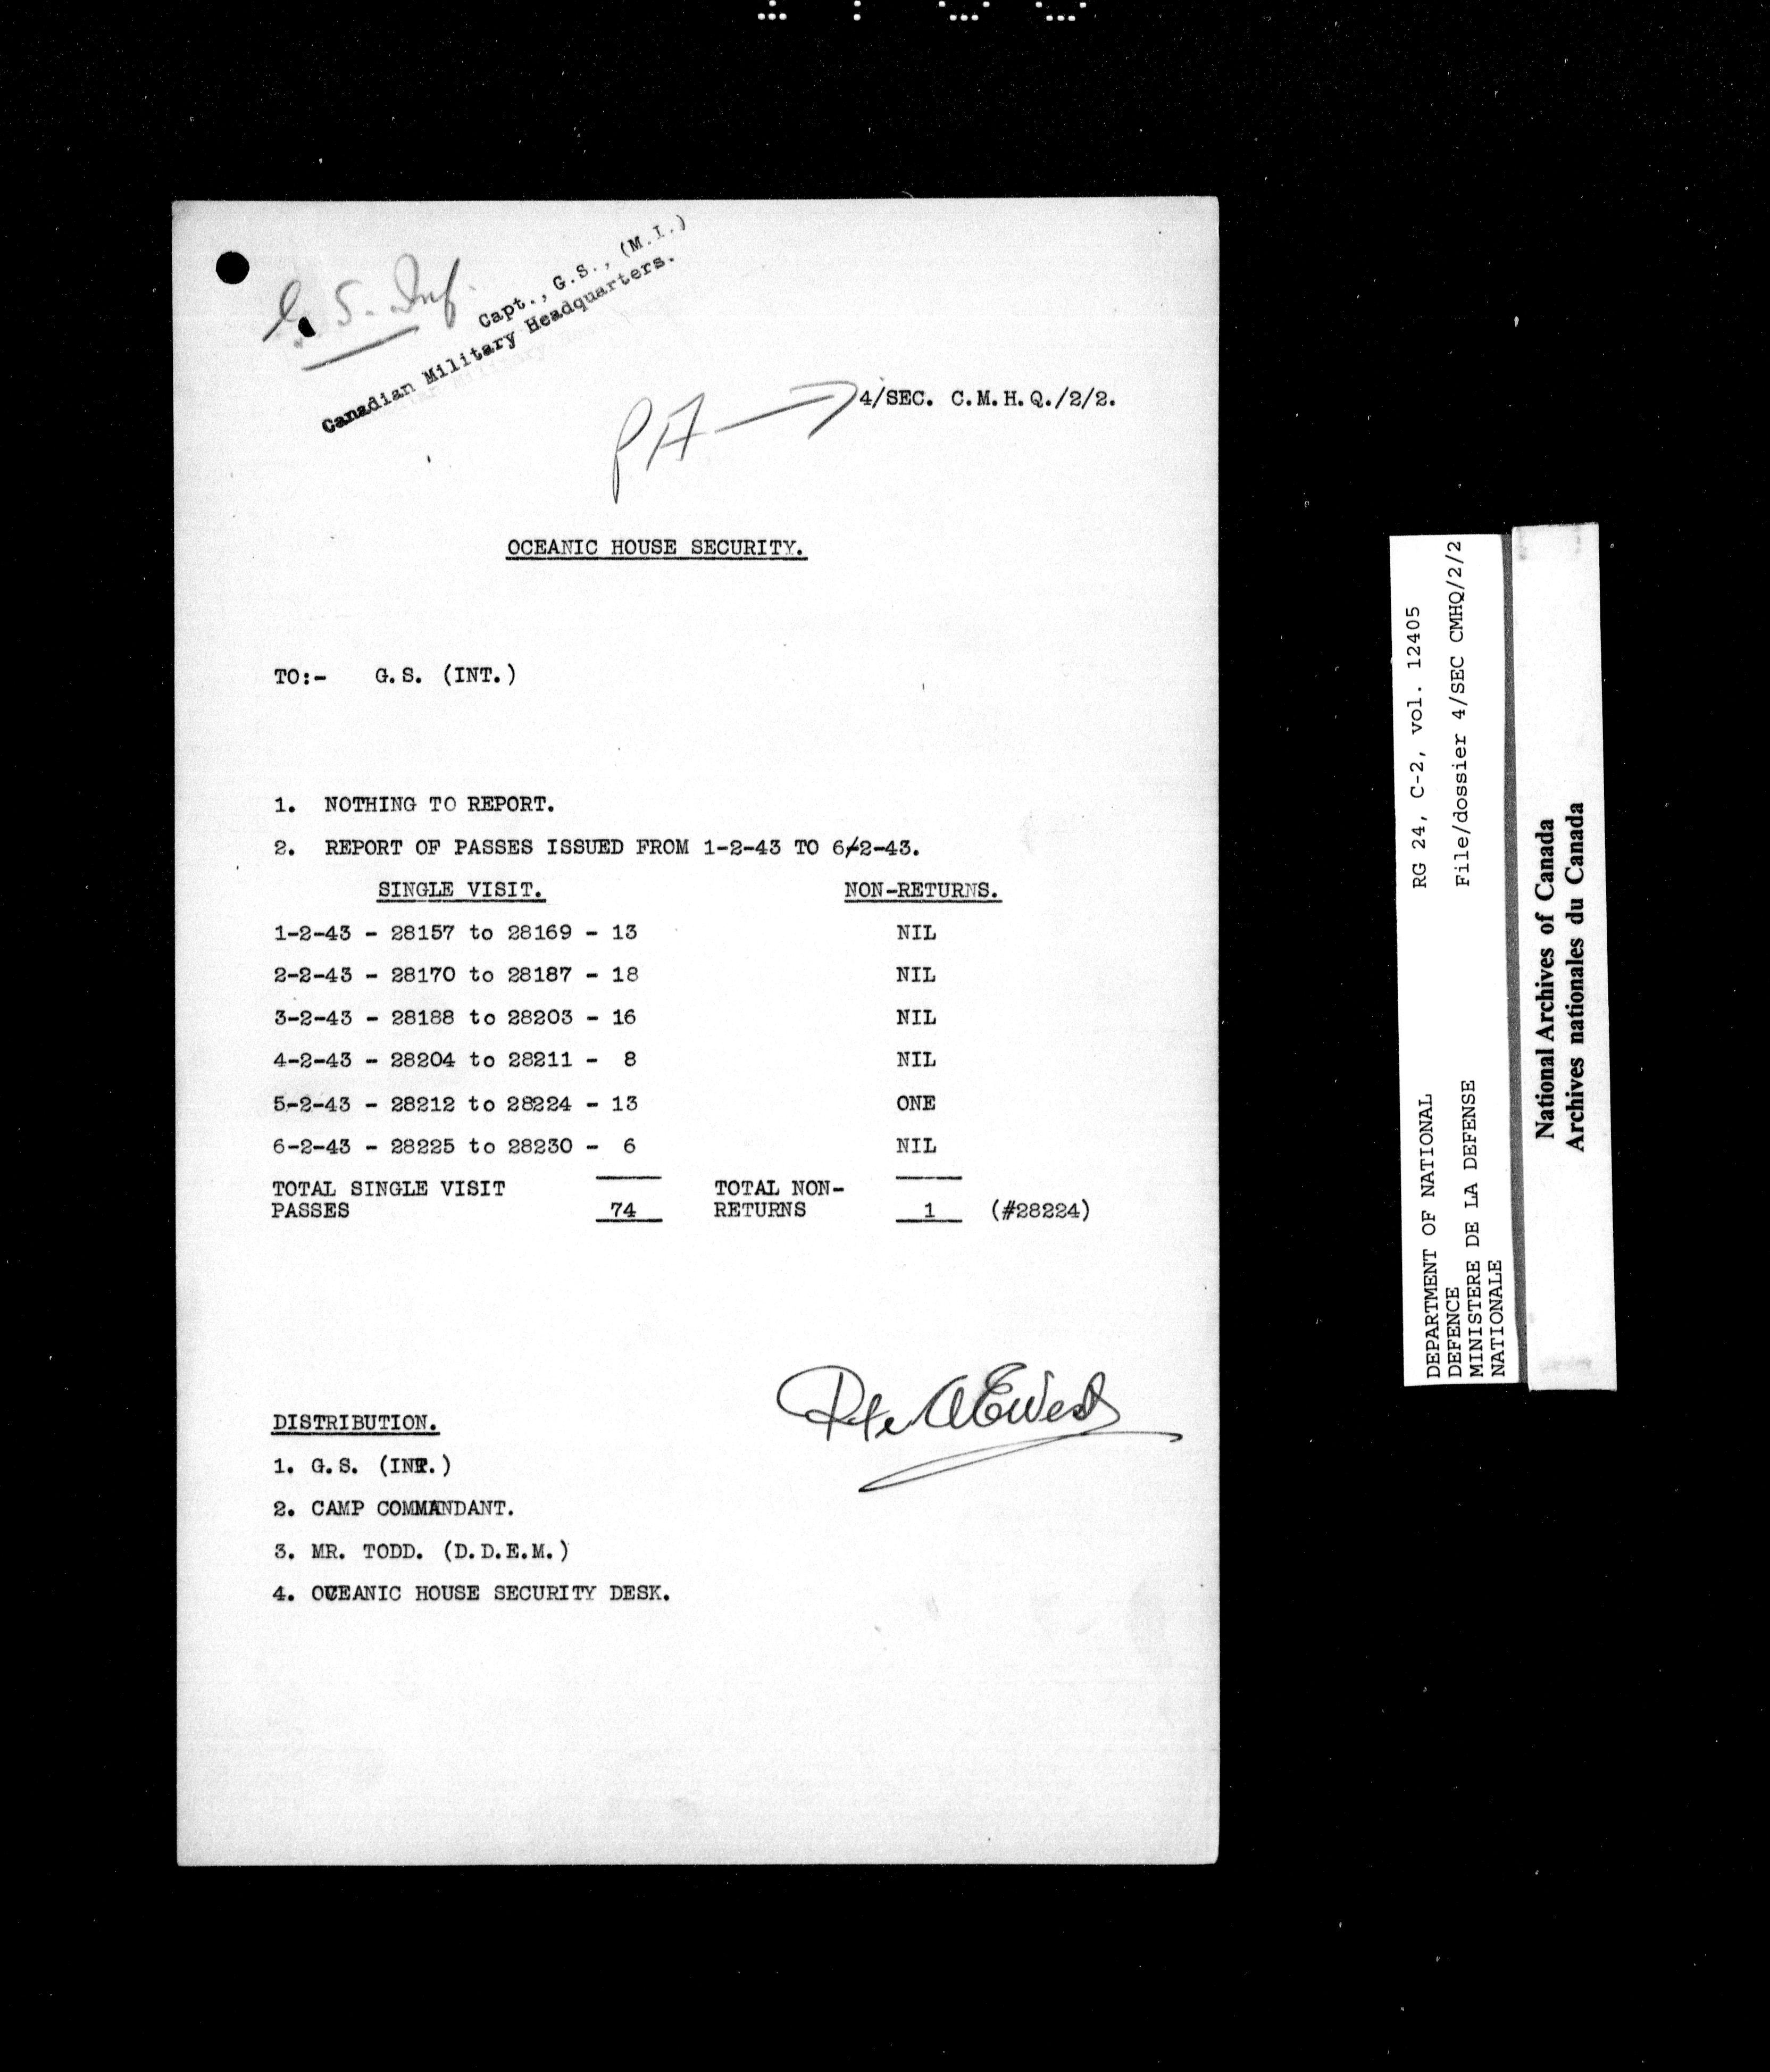 G. S. Int.
Capt., G.S., (M.I.)
Canadian Military Headquarters.
PA → 4/SEC. C.M.H.Q./2/2.
OCEANIC HOUSE SECURITY.
TO:- G.S. (INT.)
1. NOTHING TO REPORT.
2. REPORT OF PASSES ISSUED FROM 1-2-43 TO 6-2-43.
SINGLE VISIT. NON-RETURNS.
1-2-43 - 28157 to 28169 - 13 NIL
2-2-43 - 28170 to 28187 - 18 NIL
3-2-43 - 28188 to 28203 - 16 NIL
4-2-43 - 28204 to 28211 - 8 NIL
5-2-43 - 28212 to 28224 - 13 ONE
6-2-43 - 28225 to 28230 - 6 NIL
TOTAL SINGLE VISIT TOTAL NON-
PASSES 74 RETURNS 1 (#28224)
DISTRIBUTION.
1. G.S. (INT.)
2. CAMP COMMANDANT.
3. MR. TODD. (D.D.E.M.)
4. OCEANIC HOUSE SECURITY DESK.
RG 24, C-2, vol. 12405
File/dossier 4/SEC CMHQ/2/2
DEPARTMENT OF NATIONAL
DEFENCE
MINISTERE DE LA DEFENSE
NATIONALE
National Archives of Canada
Archives nationales du Canada